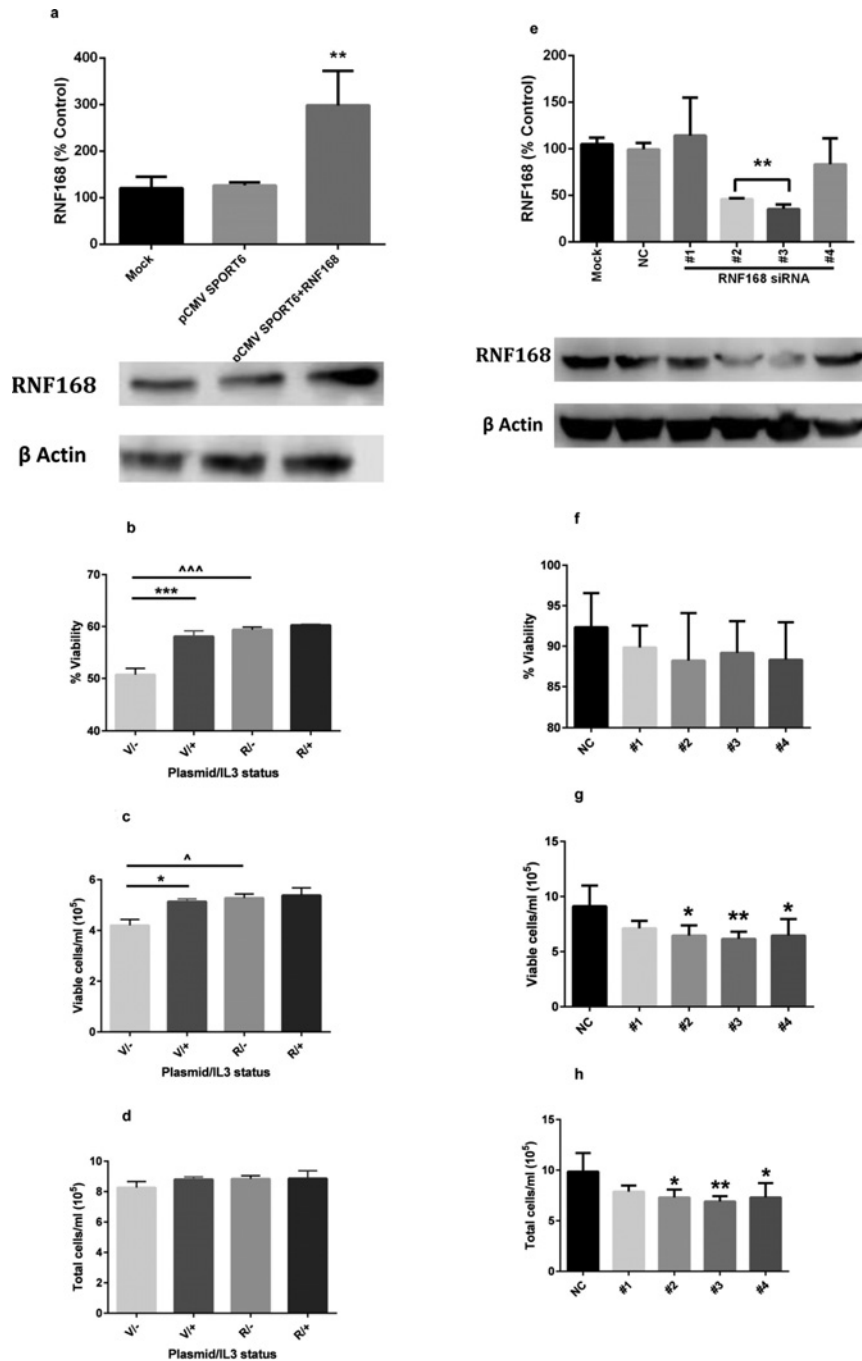 a
RNF168 (% Control)
400
300
200
100
0
**
Mock
pCMV SPORT6
pCMV SPORT6+RNF168
RNF168
β Actin
b
% Viability
70
60
50
40
^^^
***
V/-
V/+
R/-
R/+
Plasmid/IL3 status
c
Viable cells/ml (10⁵)
6
4
2
0
^
*
V/-
V/+
R/-
R/+
Plasmid/IL3 status
d
Total cells/ml (10⁵)
10
8
6
4
2
0
V/-
V/+
R/-
R/+
Plasmid/IL3 status
e
RNF168 (% Control)
200
150
100
50
0
**
Mock
NC
#1
#2
#3
#4
RNF168 siRNA
RNF168
β Actin
f
% Viability
100
95
90
85
80
NC
#1
#2
#3
#4
g
Viable cells/ml (10⁵)
15
10
5
0
*
**
*
NC
#1
#2
#3
#4
h
Total cells/ml (10⁵)
15
10
5
0
*
**
*
NC
#1
#2
#3
#4